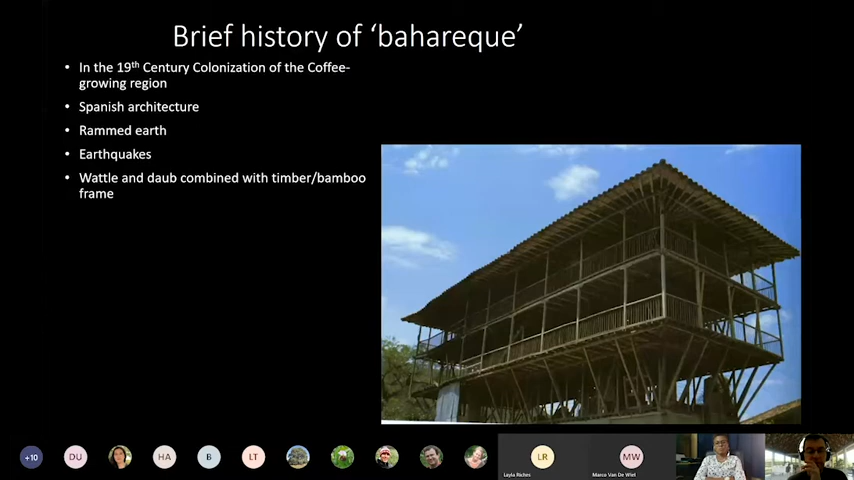 Brief history of ‘bahareque’
• In the 19th Century Colonization of the Coffee-
growing region
• Spanish architecture
• Rammed earth
• Earthquakes
• Wattle and daub combined with timber/bamboo
frame
+10
DU
HA
B
LT
LR
MW
Layla Riches
Marco Van De Wiel